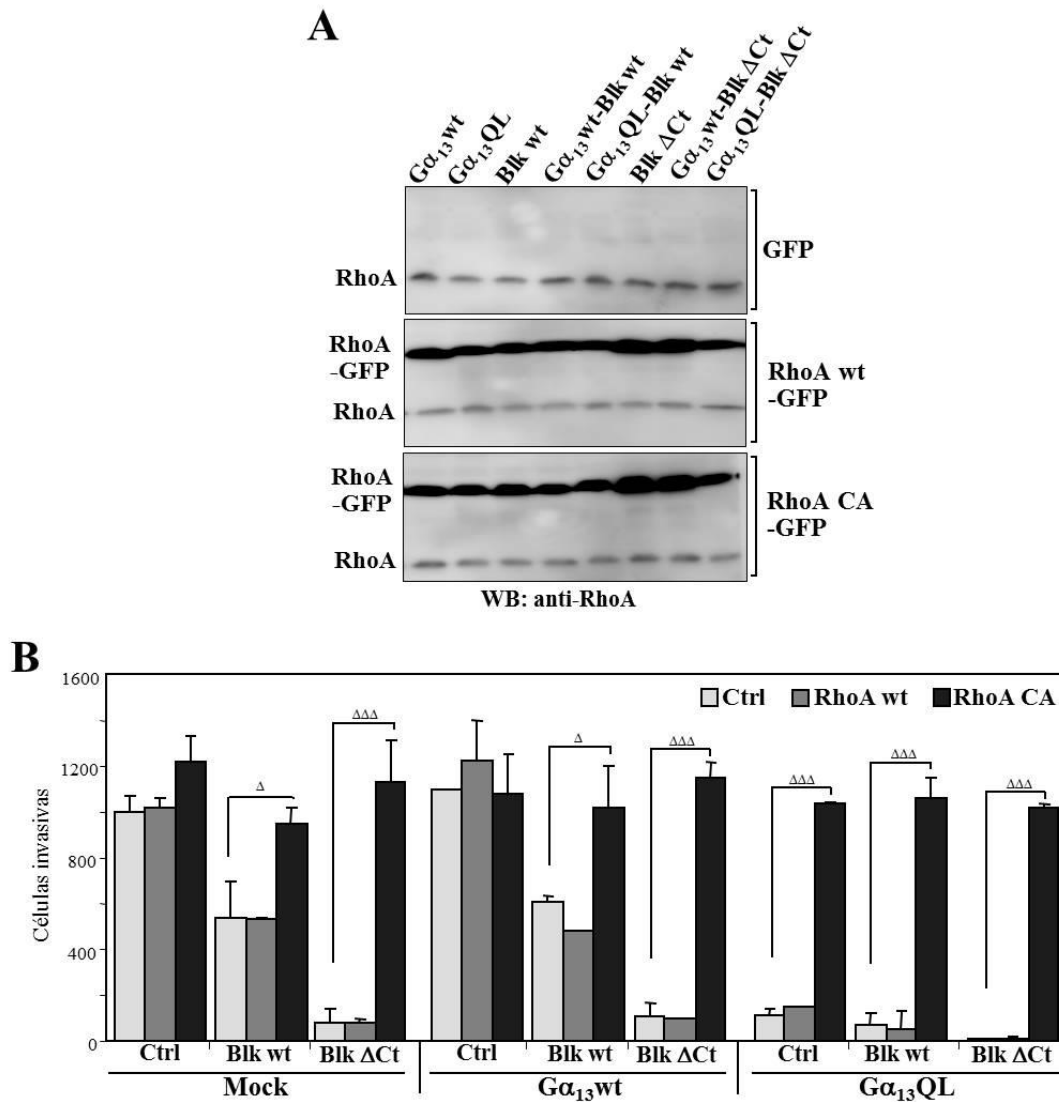 A
Gα13wt
Gα13QL
Blk wt
Gα13wt-Blk wt
Gα13QL-Blk wt
Blk ΔCt
Gα13wt-Blk ΔCt
Gα13QL-Blk ΔCt
RhoA
GFP
RhoA
-GFP
RhoA
RhoA wt
-GFP
RhoA
-GFP
RhoA
RhoA CA
-GFP
WB: anti-RhoA
B
Células invasivas
1600
1200
800
400
0
Ctrl RhoA wt RhoA CA
Δ ΔΔΔ Δ ΔΔΔ ΔΔΔ ΔΔΔ ΔΔΔ
Ctrl Blk wt Blk ΔCt Ctrl Blk wt Blk ΔCt Ctrl Blk wt Blk ΔCt
Mock Gα13wt Gα13QL